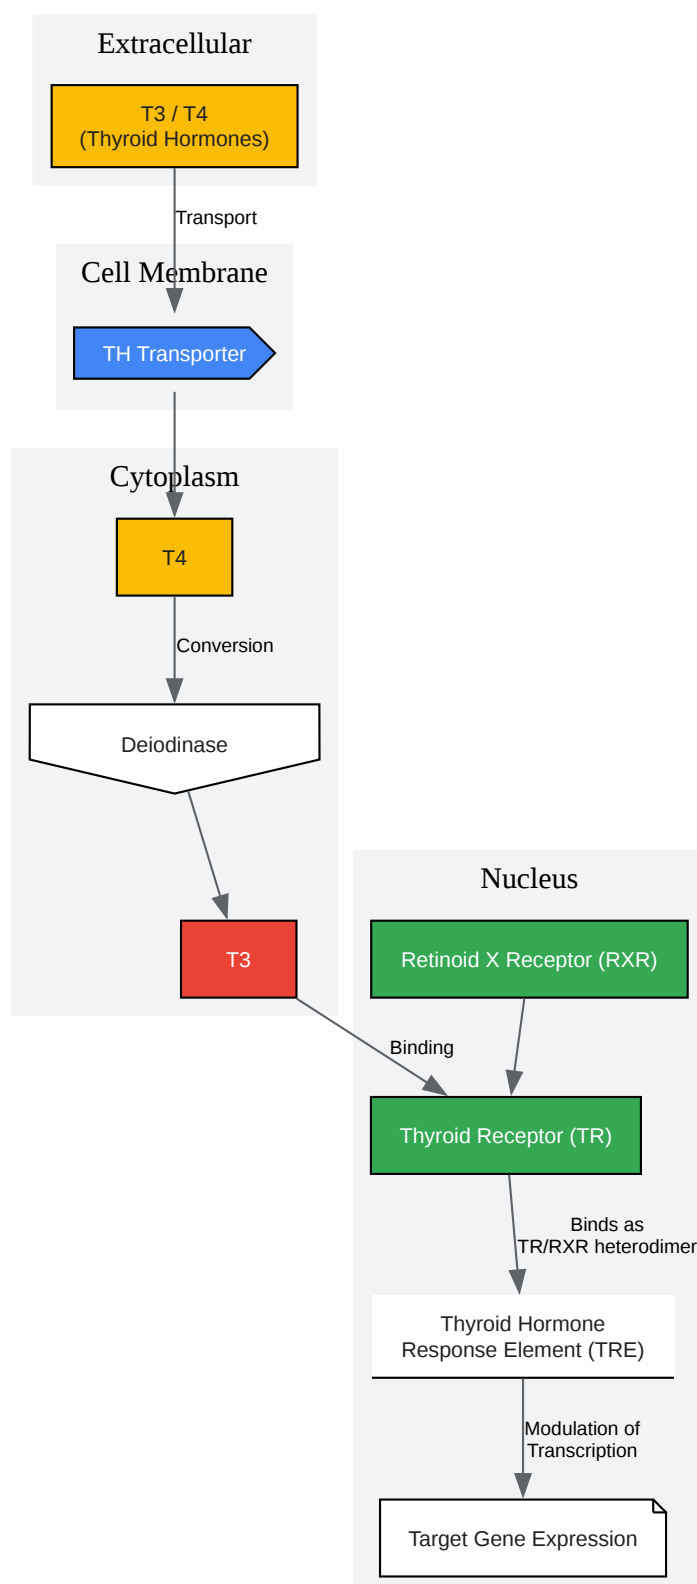 Extracellular
T3 / T4
(Thyroid Hormones)
Transport
Cell Membrane
TH Transporter
Cytoplasm
T4
Conversion
Deiodinase
Nucleus
T3
Retinoid X Receptor (RXR)
Binding
Thyroid Receptor (TR)
Binds as
TR/RXR heterodimer
Thyroid Hormone
Response Element (TRE)
Modulation of
Transcription
Target Gene Expression